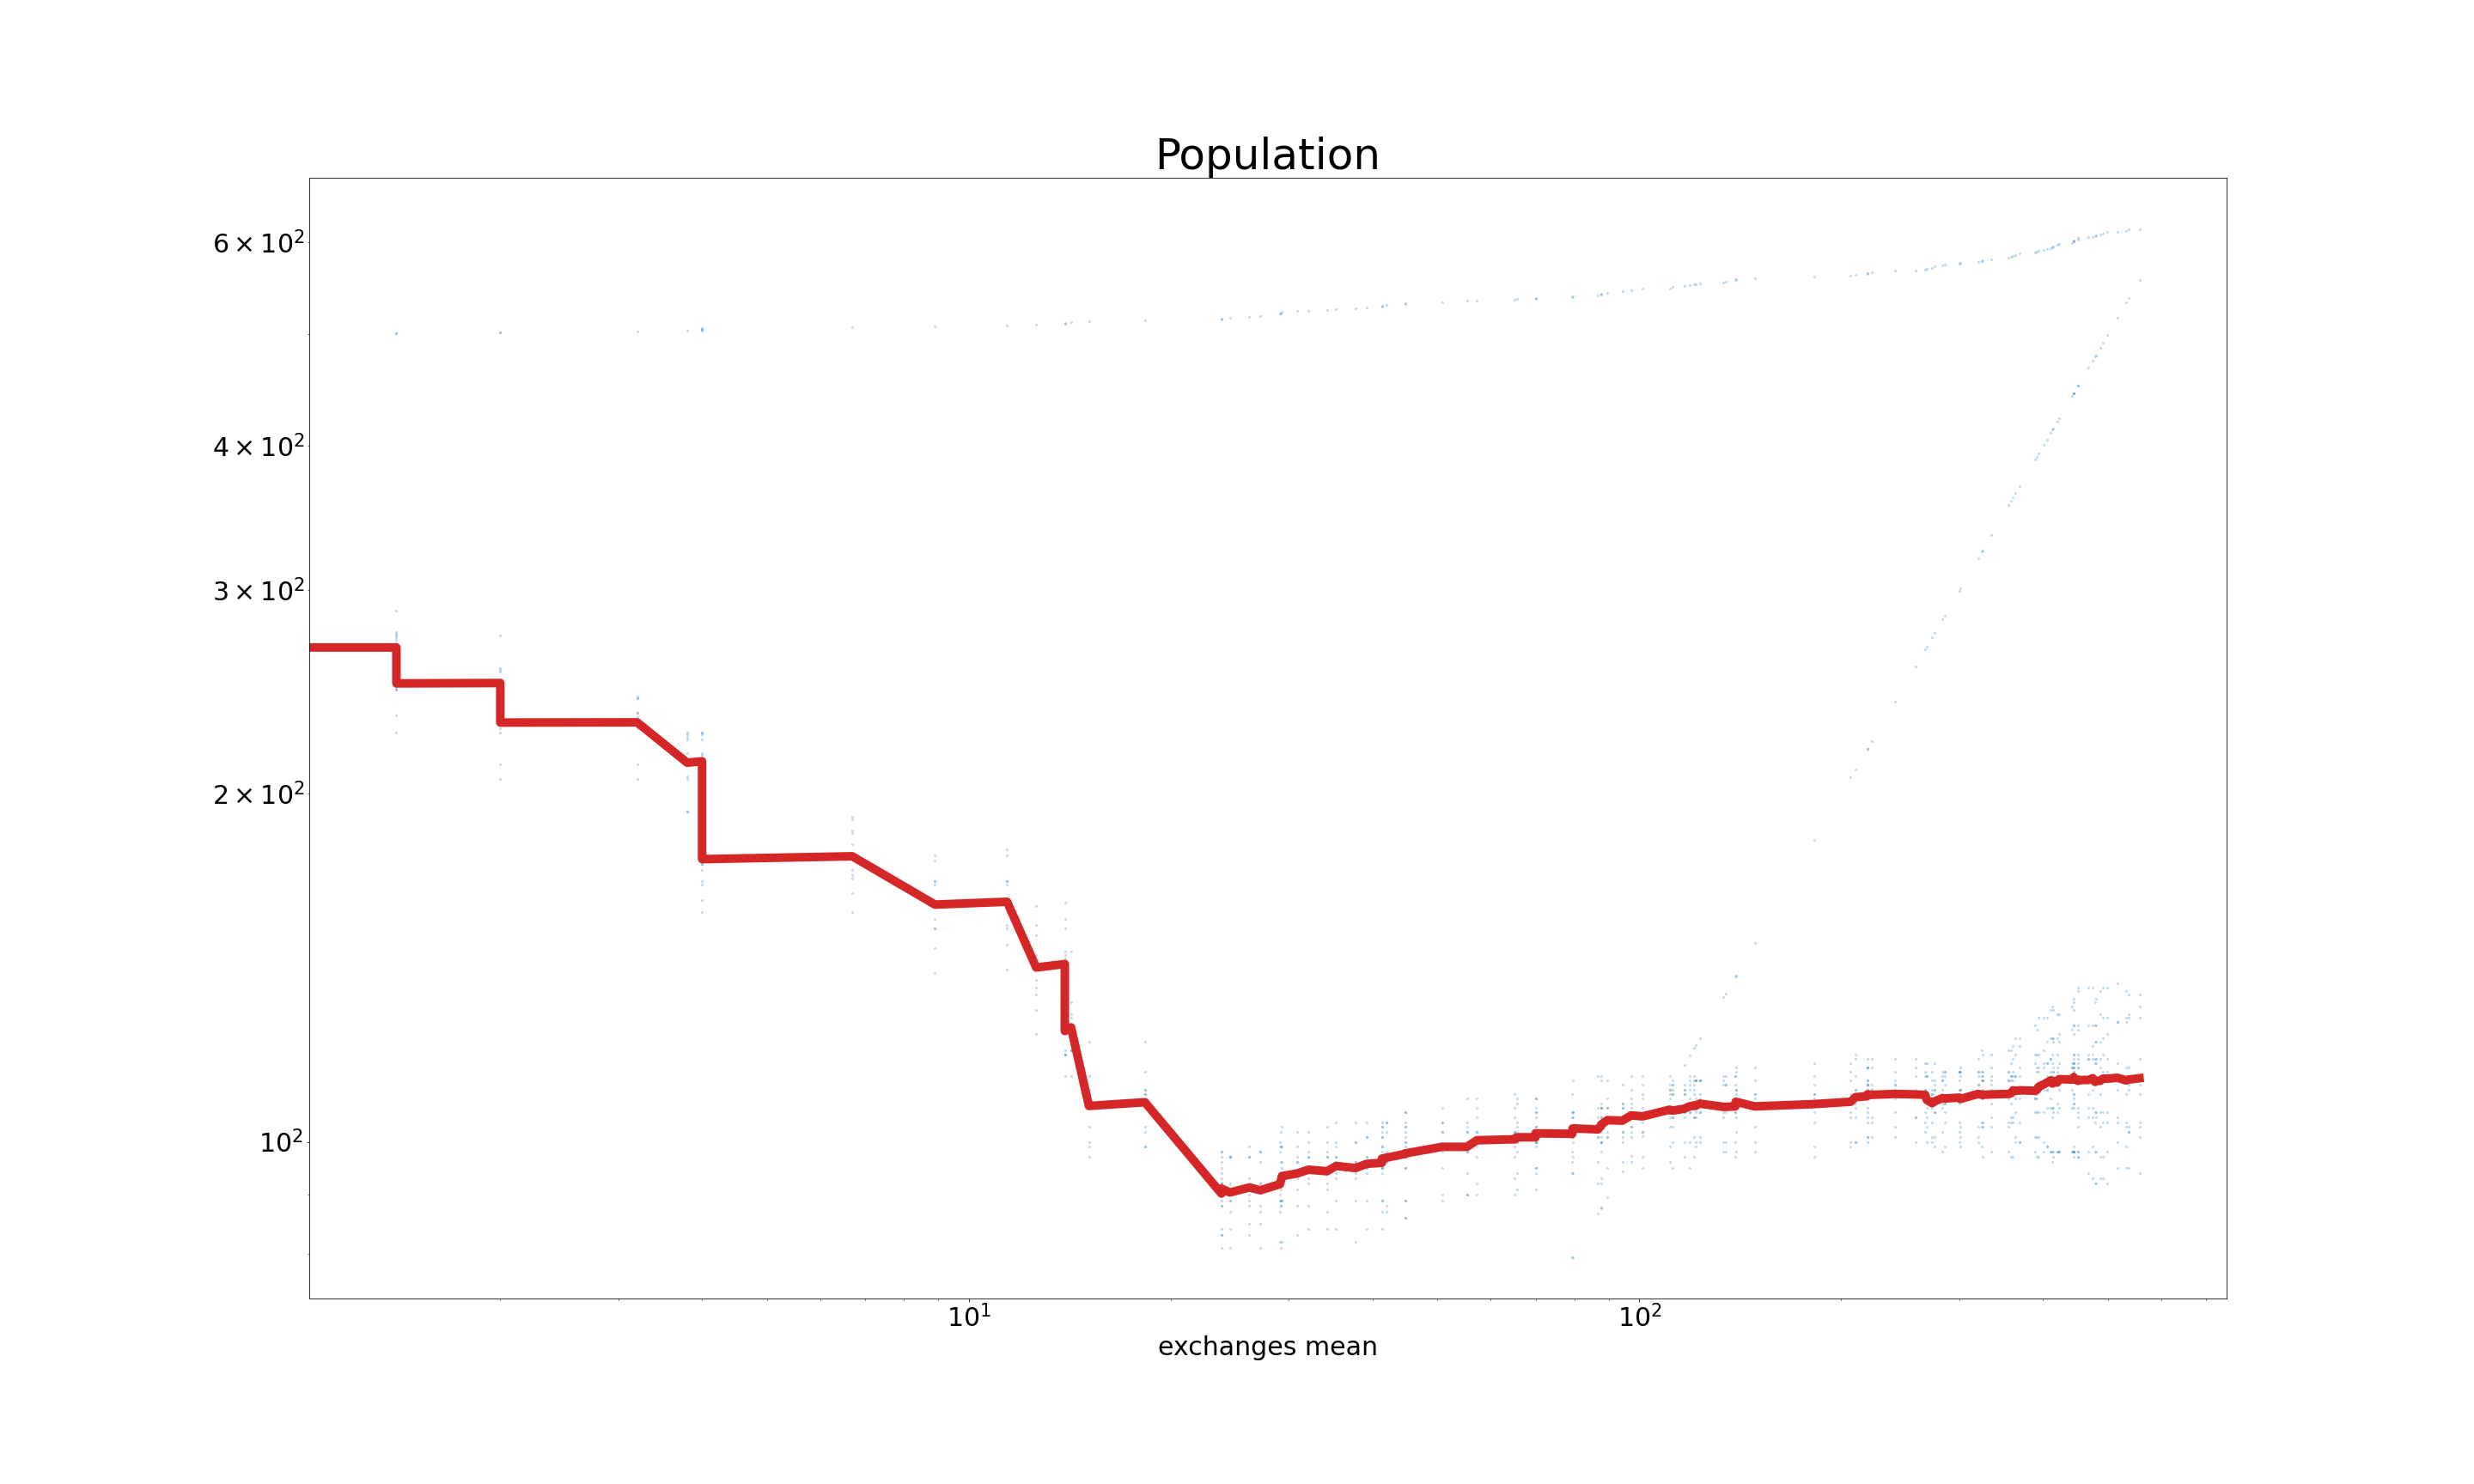 Population
6 × 10²
4 × 10²
3 × 10²
2 × 10²
10²
10¹ 10²
exchanges mean